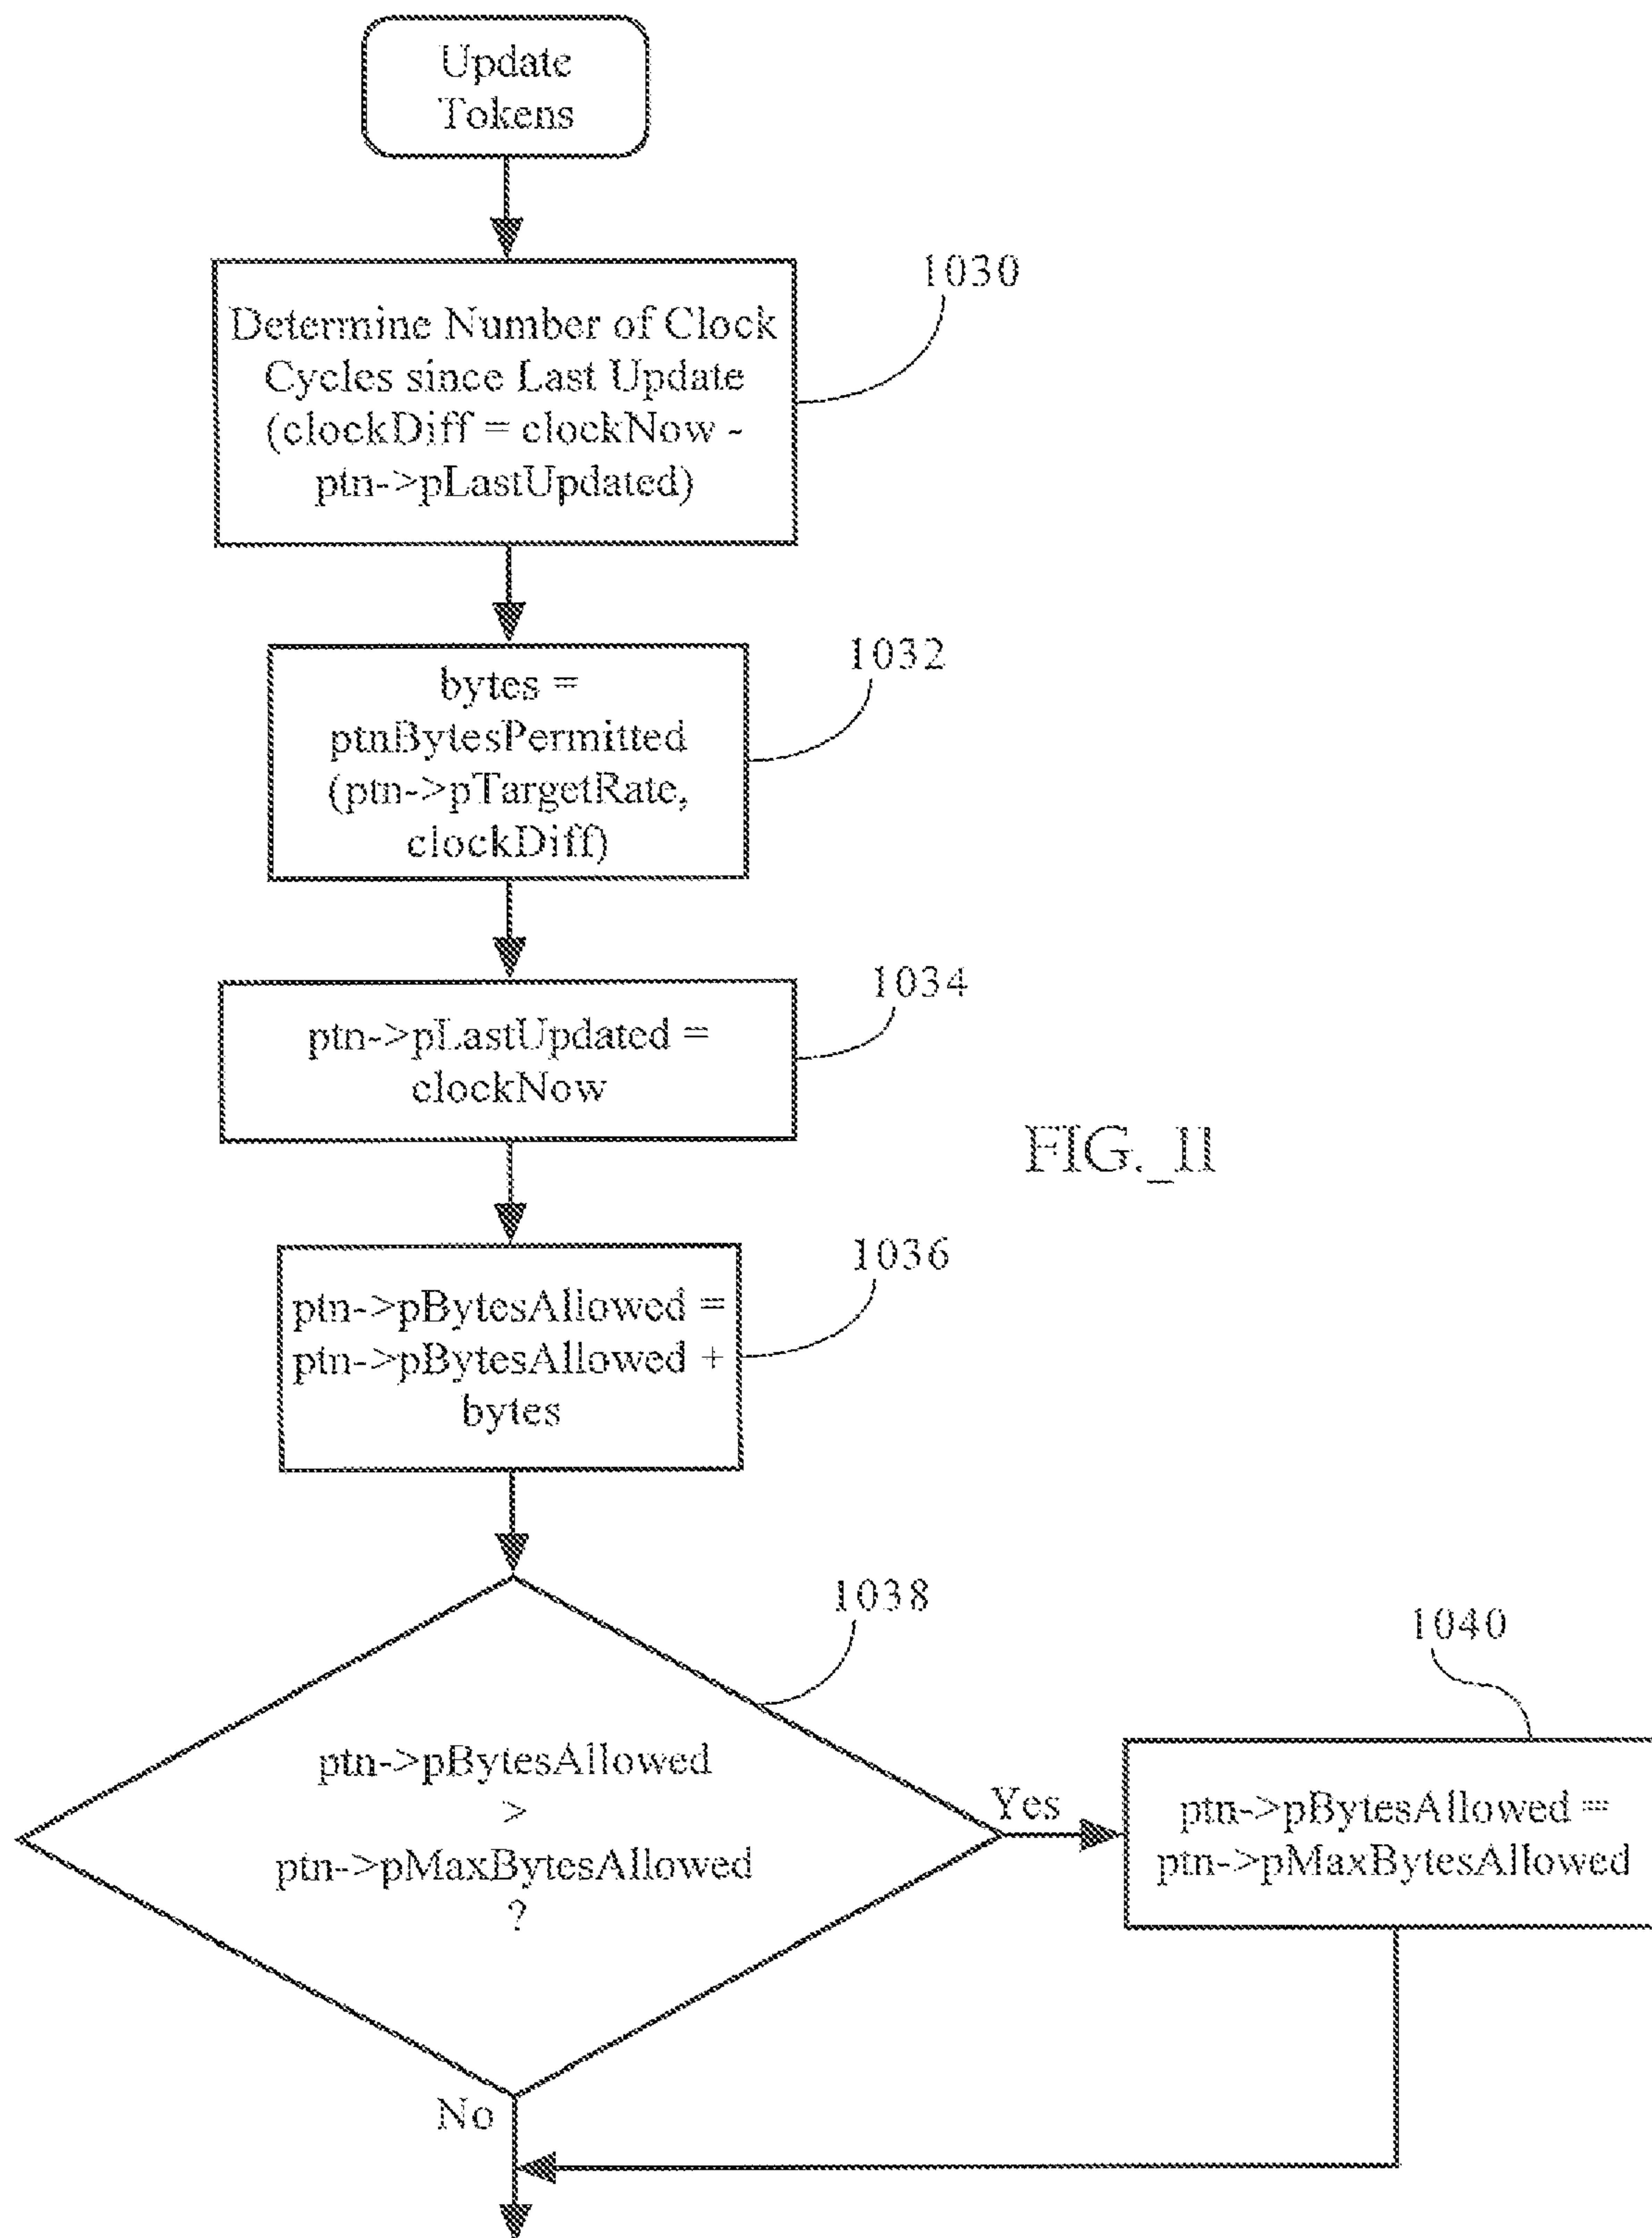 Update
Tokens
1030
Determine Number of Clock
Cycles since Last Update
(clockDiff = clockNow -
ptn->pLastUpdated)
1032
bytes =
ptnBytesPermitted
(ptn->pTargetRate,
clockDiff)
1034
ptn->pLastUpdated =
clockNow
FIG._11
1036
ptn->pBytesAllowed =
ptn->pBytesAllowed +
bytes
1038
1040
ptn->pBytesAllowed
>
ptn->pMaxBytesAllowed
?
Yes
ptn->pBytesAllowed =
ptn->pMaxBytesAllowed
No